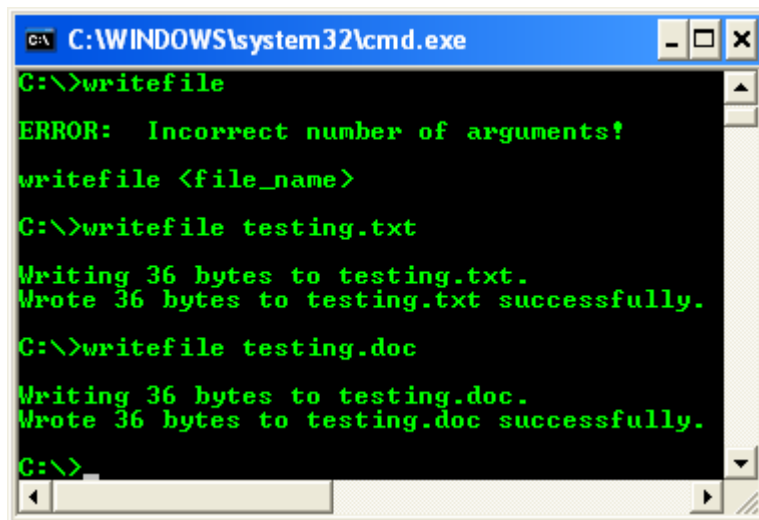 C:\WINDOWS\system32\cmd.exe
C:\>writefile
ERROR:  Incorrect number of arguments!
writefile <file_name>
C:\>writefile testing.txt
Writing 36 bytes to testing.txt.
Wrote 36 bytes to testing.txt successfully.
C:\>writefile testing.doc
Writing 36 bytes to testing.doc.
Wrote 36 bytes to testing.doc successfully.
C:\>_